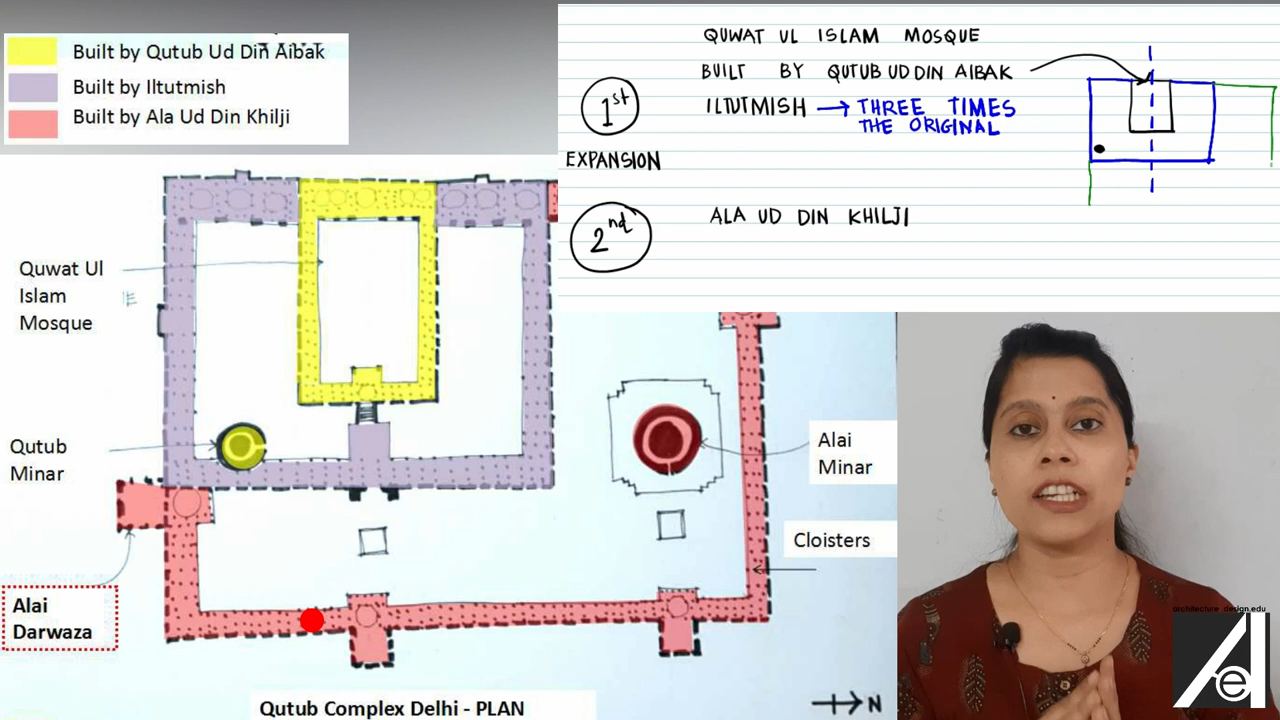 Built by Qutub Ud Din Aibak
Built by Iltutmish
Built by Ala Ud Din Khilji
QUWAT UL ISLAM MOSQUE
BUILT BY QUTUB UD DIN AIBAK
1st
ILTUTMISH → THREE TIMES
THE ORIGINAL
EXPANSION
2nd
ALA UD DIN KHILJI
Quwat Ul
Islam
Mosque
Qutub
Minar
Alai
Minar
Cloisters
Alai
Darwaza
N
Qutub Complex Delhi - PLAN
architecture_design.edu
e